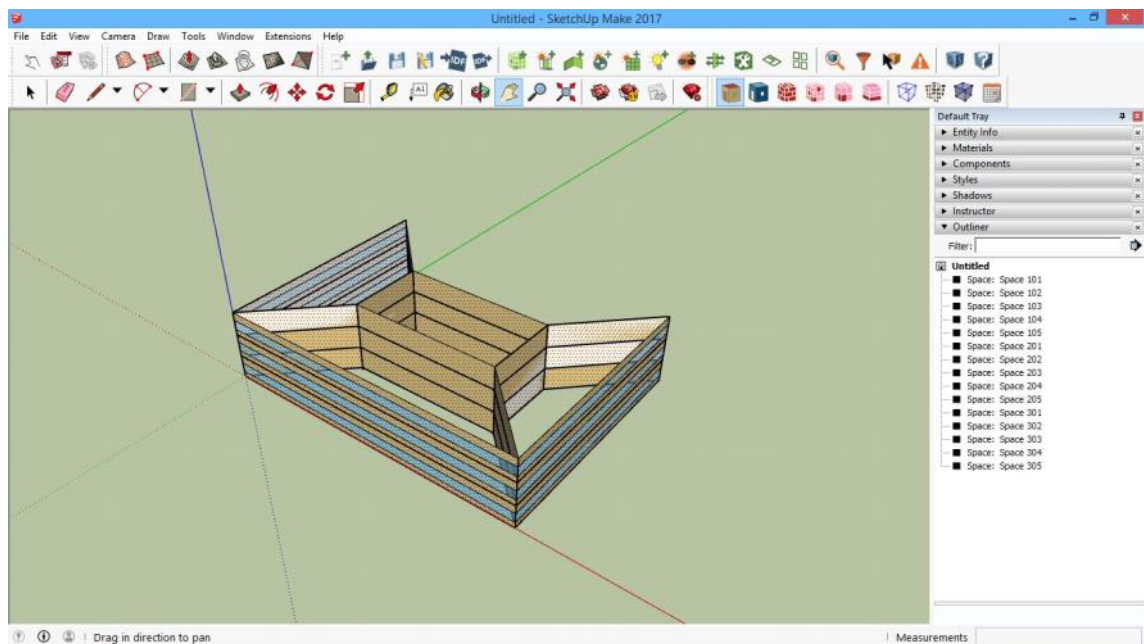 Untitled - SketchUp Make 2017
File Edit View Camera Draw Tools Window Extensions Help
IDF IDF
A1
Default Tray
Entity Info
Materials
Components
Styles
Shadows
Instructor
Outliner
Filter:
Untitled
Space: Space 101
Space: Space 102
Space: Space 103
Space: Space 104
Space: Space 105
Space: Space 201
Space: Space 202
Space: Space 203
Space: Space 204
Space: Space 205
Space: Space 301
Space: Space 302
Space: Space 303
Space: Space 304
Space: Space 305
Drag in direction to pan
Measurements